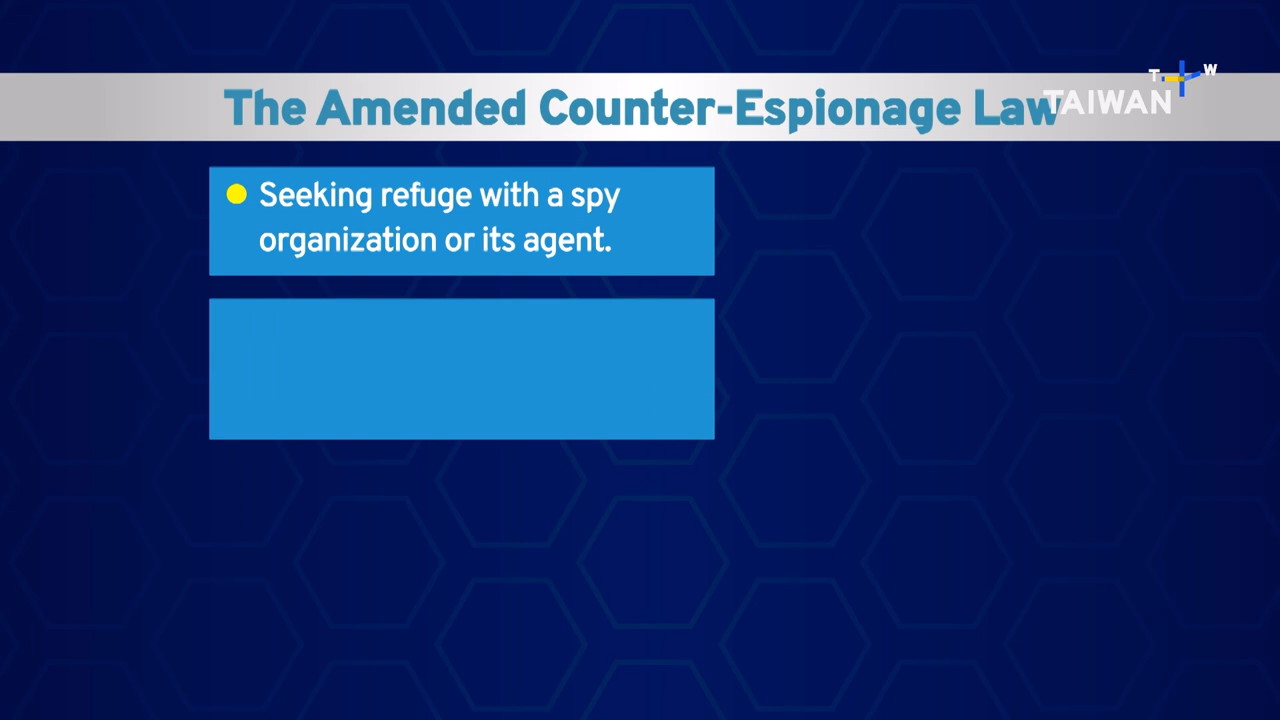 The Amended Counter-Espionage Law
T W
TAIWAN
Seeking refuge with a spy
organization or its agent.